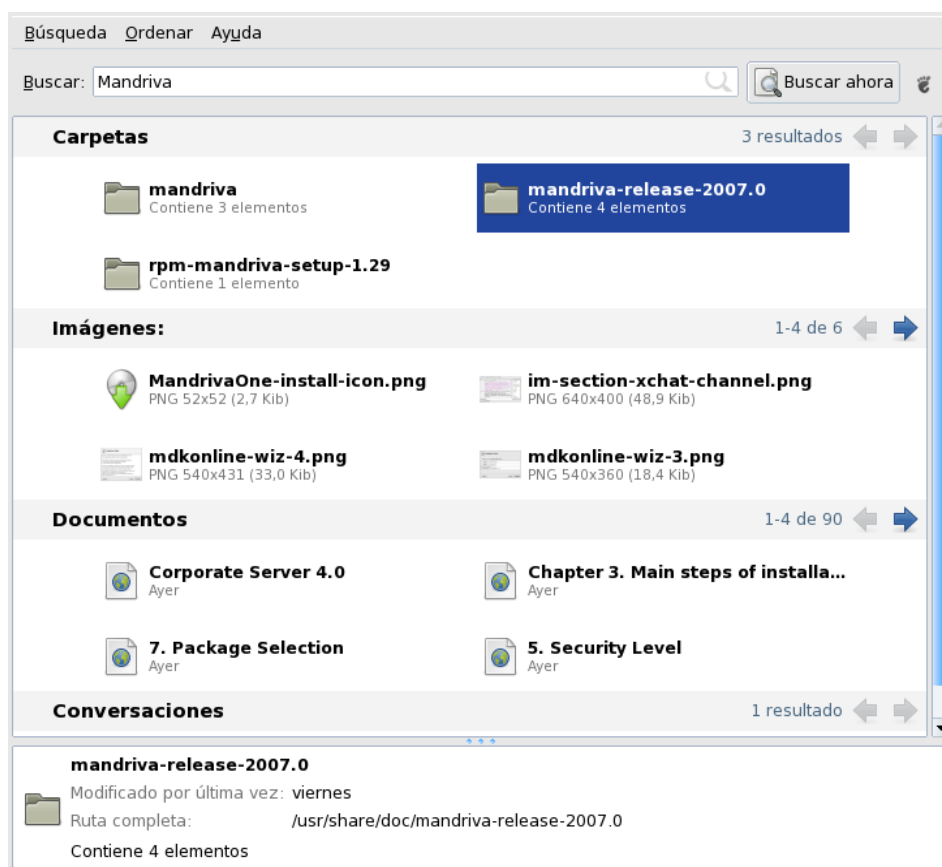 Búsqueda Ordenar Ayuda
Buscar: Mandriva Buscar ahora
Carpetas 3 resultados
mandriva mandriva-release-2007.0
Contiene 3 elementos Contiene 4 elementos
rpm-mandriva-setup-1.29
Contiene 1 elemento
Imágenes: 1-4 de 6
MandrivaOne-install-icon.png im-section-xchat-channel.png
PNG 52x52 (2,7 Kib) PNG 640x400 (48,9 Kib)
mdkonline-wiz-4.png mdkonline-wiz-3.png
PNG 540x431 (33,0 Kib) PNG 540x360 (18,4 Kib)
Documentos 1-4 de 90
Corporate Server 4.0 Chapter 3. Main steps of installa...
Ayer Ayer
7. Package Selection 5. Security Level
Ayer Ayer
Conversaciones 1 resultado
mandriva-release-2007.0
Modificado por última vez: viernes
Ruta completa: /usr/share/doc/mandriva-release-2007.0
Contiene 4 elementos